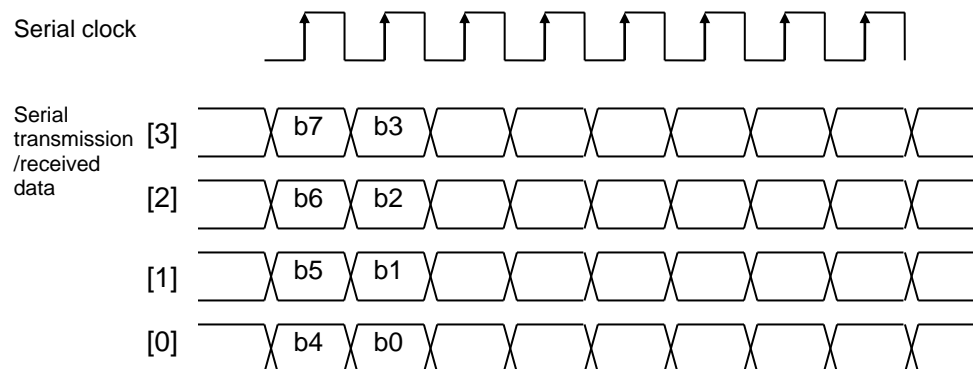 Serial clock
Serial
transmission
/received
data
[3] b7 b3
[2] b6 b2
[1] b5 b1
[0] b4 b0